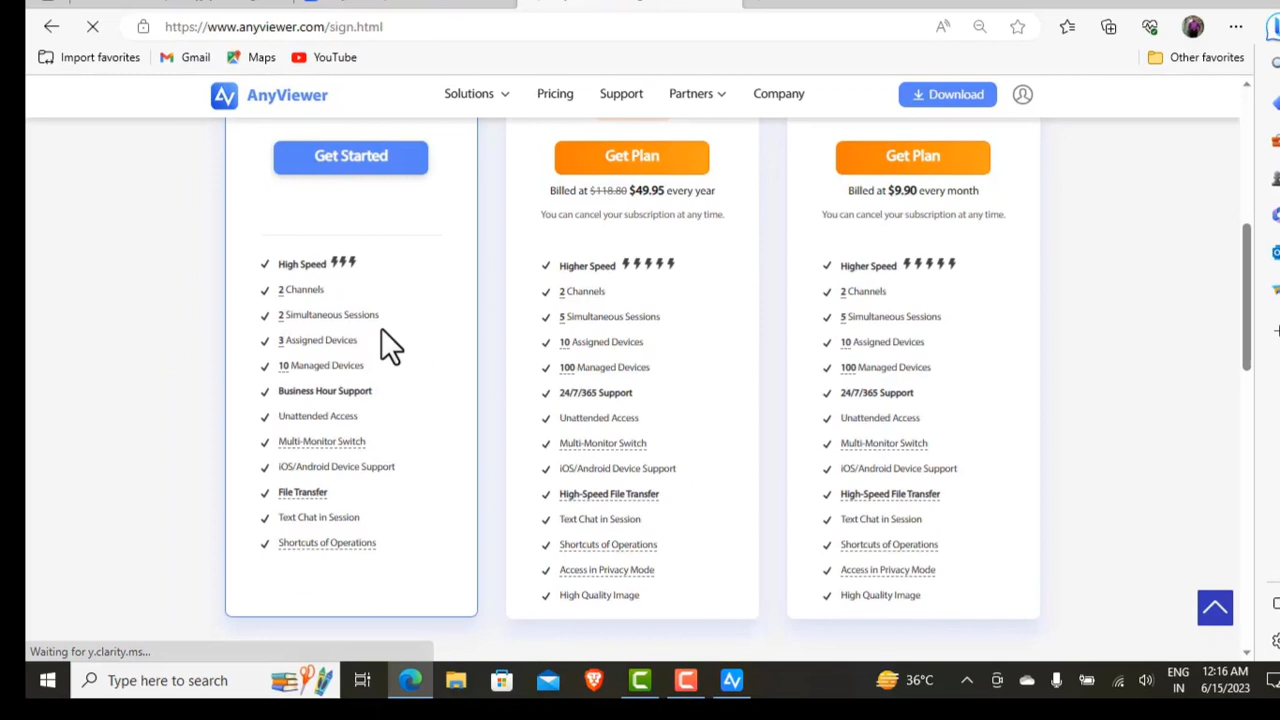 https://www.anyviewer.com/sign.html
Import favorites
Gmail
Maps
YouTube
Other favorites
AnyViewer
Solutions
Pricing
Support
Partners
Company
Download
Get Started
High Speed
2 Channels
2 Simultaneous Sessions
3 Assigned Devices
10 Managed Devices
Business Hour Support
Unattended Access
Multi-Monitor Switch
iOS/Android Device Support
File Transfer
Text Chat in Session
Shortcuts of Operations
Get Plan
Billed at $118.80 $49.95 every year
You can cancel your subscription at any time.
Higher Speed
2 Channels
5 Simultaneous Sessions
10 Assigned Devices
100 Managed Devices
24/7/365 Support
Unattended Access
Multi-Monitor Switch
iOS/Android Device Support
High-Speed File Transfer
Text Chat in Session
Shortcuts of Operations
Access in Privacy Mode
High Quality Image
Get Plan
Billed at $9.90 every month
You can cancel your subscription at any time.
Higher Speed
2 Channels
5 Simultaneous Sessions
10 Assigned Devices
100 Managed Devices
24/7/365 Support
Unattended Access
Multi-Monitor Switch
iOS/Android Device Support
High-Speed File Transfer
Text Chat in Session
Shortcuts of Operations
Access in Privacy Mode
High Quality Image
Waiting for y.clarity.ms...
Type here to search
36°C
ENG
IN
12:16 AM
6/15/2023